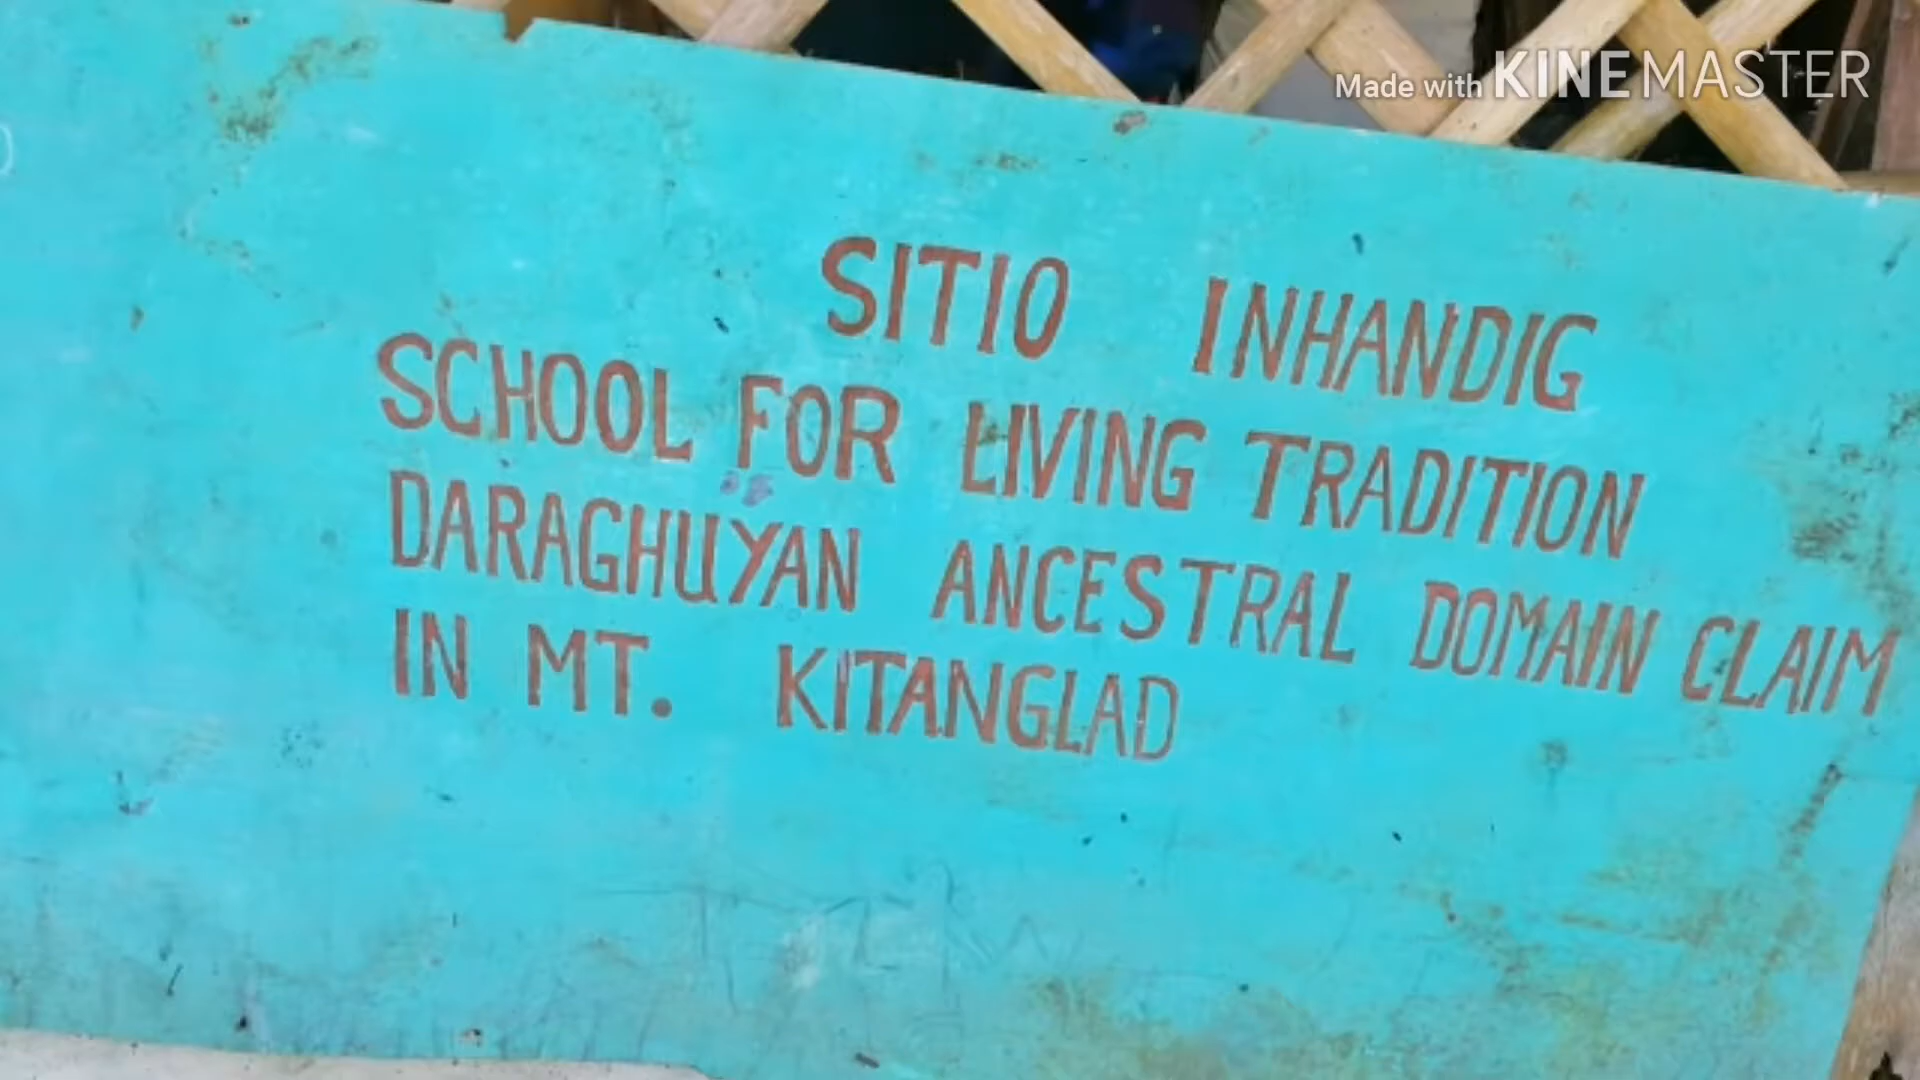 Made with KINEMASTER
SITIO INHANDIG
SCHOOL FOR LIVING TRADITION
DARAGHUYAN ANCESTRAL DOMAIN CLAIM
IN MT. KITANGLAD